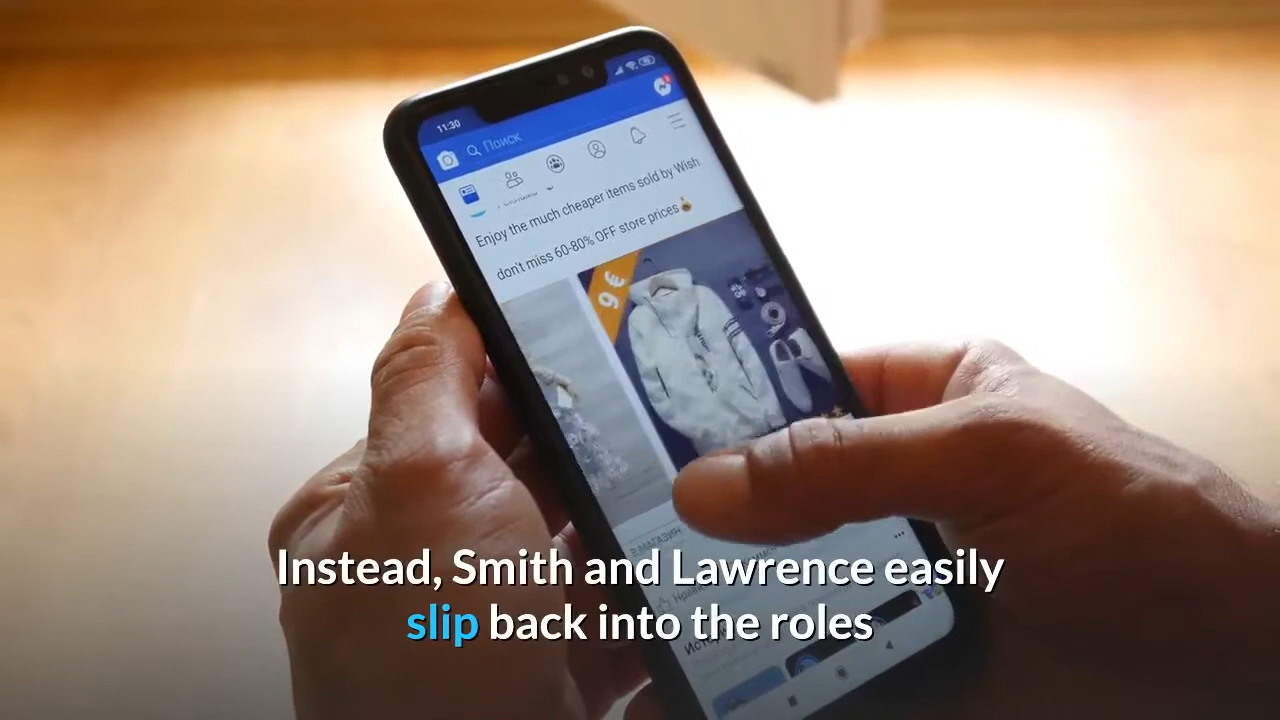 11:30
Поиск
Enjoy the much cheaper items sold by Wish.
don't miss 60-80% OFF store prices
9 €
Instead, Smith and Lawrence easily
slip back into the roles